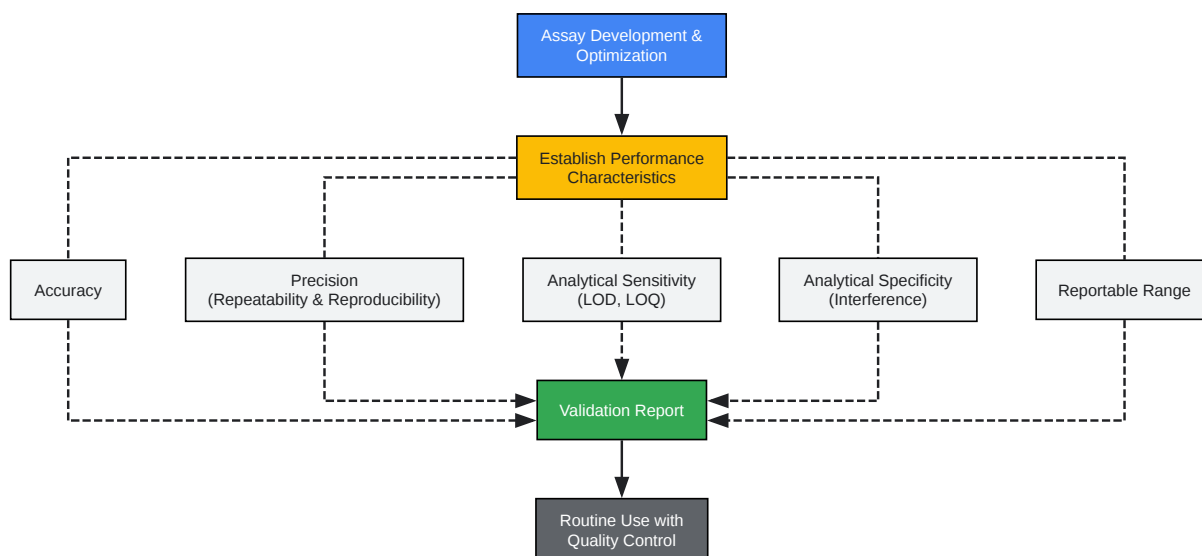 Assay Development &
Optimization
Establish Performance
Characteristics
Accuracy
Precision
(Repeatability & Reproducibility)
Analytical Sensitivity
(LOD, LOQ)
Analytical Specificity
(Interference)
Reportable Range
Validation Report
Routine Use with
Quality Control